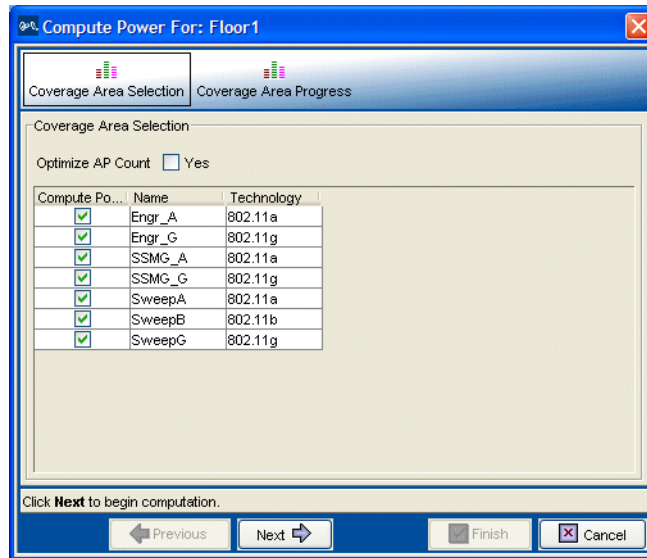 Compute Power For: Floor1
Coverage Area Selection Coverage Area Progress
Coverage Area Selection
Optimize AP Count Yes
Compute Po... Name Technology
Engr_A 802.11a
Engr_G 802.11g
SSMG_A 802.11a
SSMG_G 802.11g
SweepA 802.11a
SweepB 802.11b
SweepG 802.11g
Click Next to begin computation.
Previous Next Finish Cancel